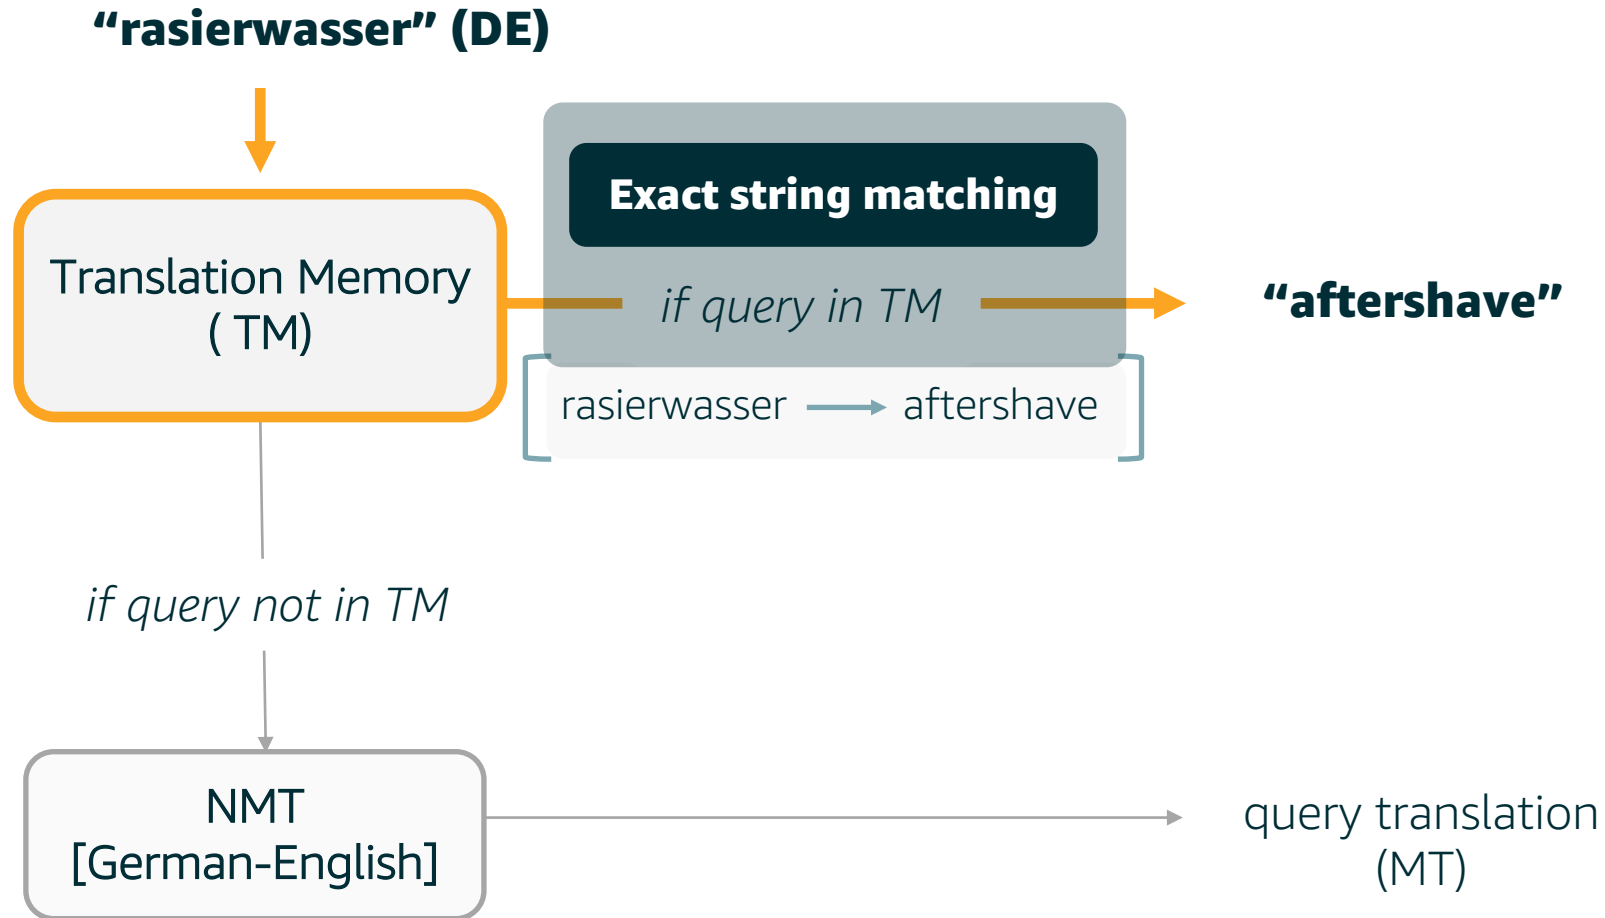 “rasierwasser” (DE)
Exact string matching
Translation Memory
( TM)
if query in TM
“aftershave”
rasierwasser
aftershave
if query not in TM
NMT
[German-English]
query translation
(MT)